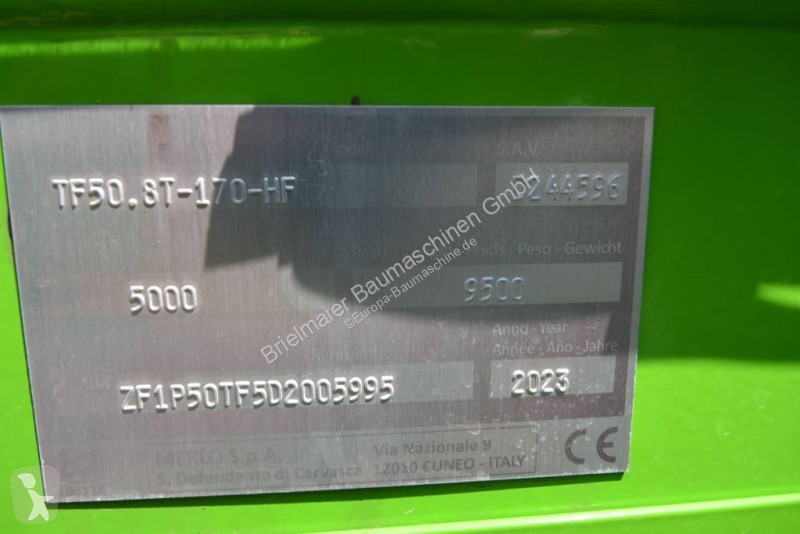 S.A.V.
TF50.8T-170-HF
D244596
Poids - Peso - Gewicht
5000
9500
Anno - Year
Année - Año - Jahre
ZF1P50TF5D2005995
2023
MERLO S.p.A.
Via Nazionale 9
S. Defendente di Cervasca
12010 CUNEO - ITALY
CE
Brielmaier Baumaschinen GmbH
©Europa-Baumaschine.de